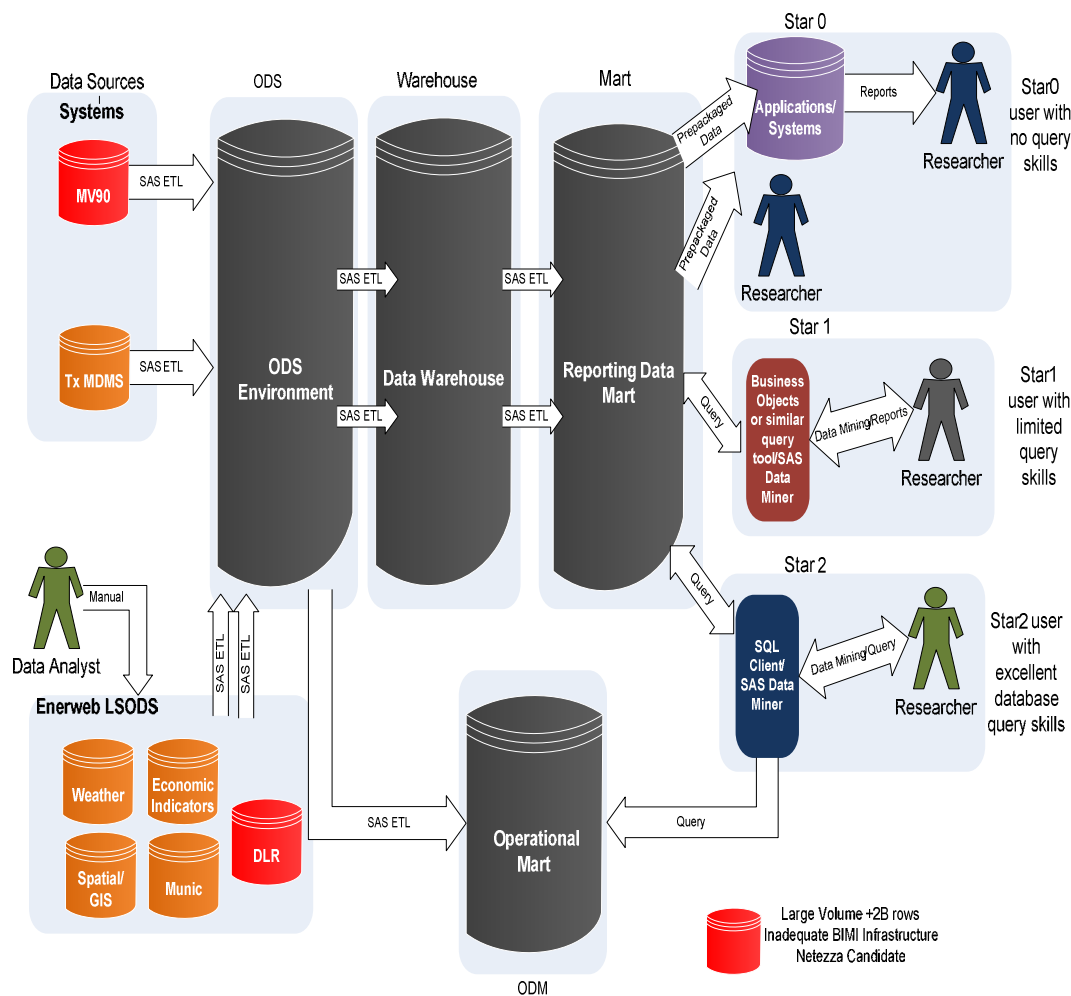 Star 0
Data Sources
Systems
ODS
Warehouse
Mart
MV90
SAS ETL
Tx MDMS
SAS ETL
ODS
Environment
SAS ETL
SAS ETL
Data Warehouse
SAS ETL
SAS ETL
Reporting Data
Mart
Prepackaged
Data
Prepackaged
Data
Applications/
Systems
Reports
Researcher
Researcher
Star0
user with
no query
skills
Star 1
Query
Business
Objects
or similar
query
tool/SAS
Data
Miner
Data Mining/Reports
Researcher
Star1
user with
limited
query
skills
Star 2
Query
SQL
Client/
SAS Data
Miner
Data Mining/Query
Researcher
Star2 user
with
excellent
database
query skills
Manual
Data Analyst
SAS ETL
SAS ETL
Enerweb LSODS
Weather
Economic
Indicators
DLR
Spatial/
GIS
Munic
SAS ETL
Operational
Mart
Query
ODM
Large Volume +2B rows
Inadequate BIMI Infrastructure
Netezza Candidate